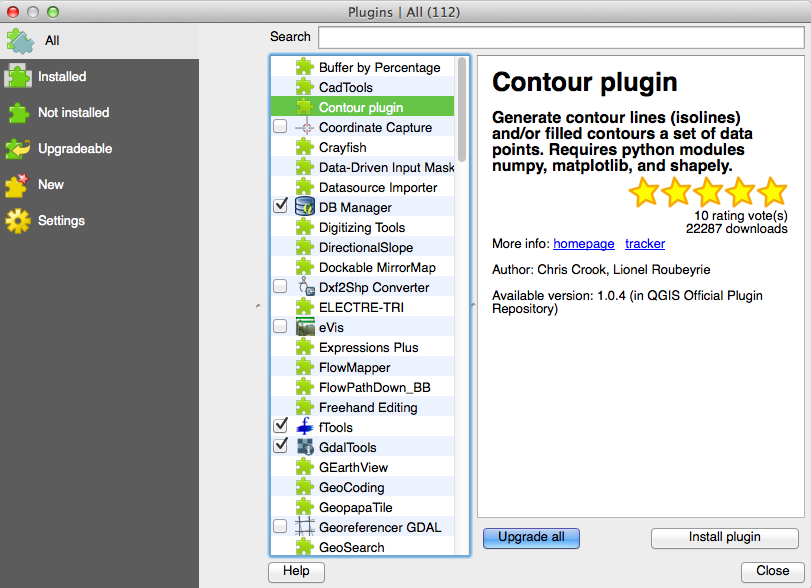 Plugins | All (112)
All
Installed
Not installed
Upgradeable
New
Settings
Search
Buffer by Percentage
CadTools
Contour plugin
Coordinate Capture
Crayfish
Data-Driven Input Mask
Datasource Importer
DB Manager
Digitizing Tools
DirectionalSlope
Dockable MirrorMap
Dxf2Shp Converter
ELECTRE-TRI
eVis
Expressions Plus
FlowMapper
FlowPathDown_BB
Freehand Editing
fTools
GdalTools
GEarthView
GeoCoding
GeopapaTile
Georeferencer GDAL
GeoSearch
Contour plugin
Generate contour lines (isolines)
and/or filled contours a set of data
points. Requires python modules
numpy, matplotlib, and shapely.
10 rating vote(s)
22287 downloads
More info: homepage tracker
Author: Chris Crook, Lionel Roubeyrie
Available version: 1.0.4 (in QGIS Official Plugin
Repository)
Upgrade all
Install plugin
Help
Close